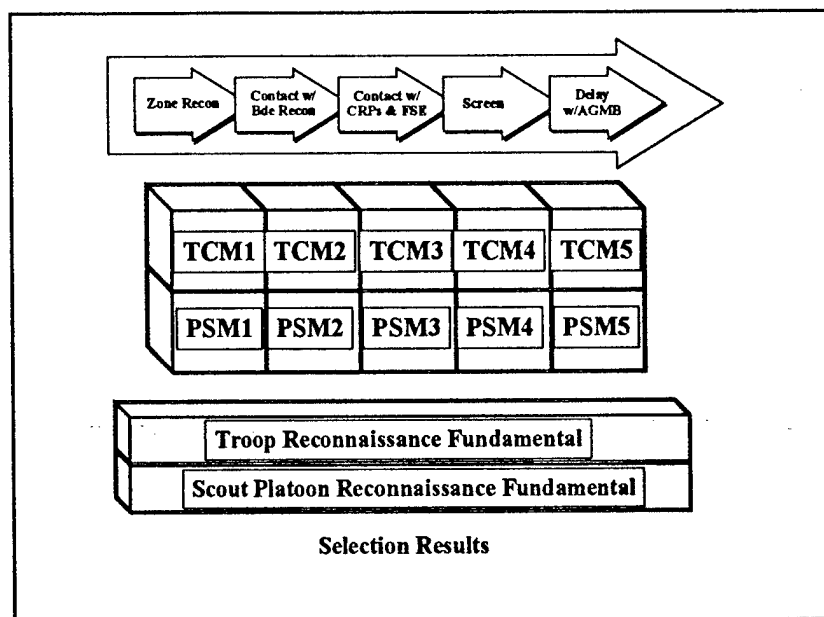 Zone Recon
Contact w/
Bde Recon
Contact w/
CRPs & FSE
Screen
Delay
w/AGMB
TCM1 TCM2 TCM3 TCM4 TCM5
PSM1 PSM2 PSM3 PSM4 PSM5
Troop Reconnaissance Fundamental
Scout Platoon Reconnaissance Fundamental
Selection Results